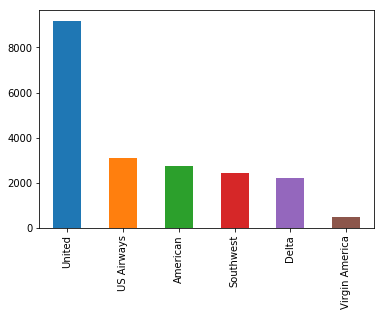 8000
6000
4000
2000
0
United
US Airways
American
Southwest
Delta
Virgin America